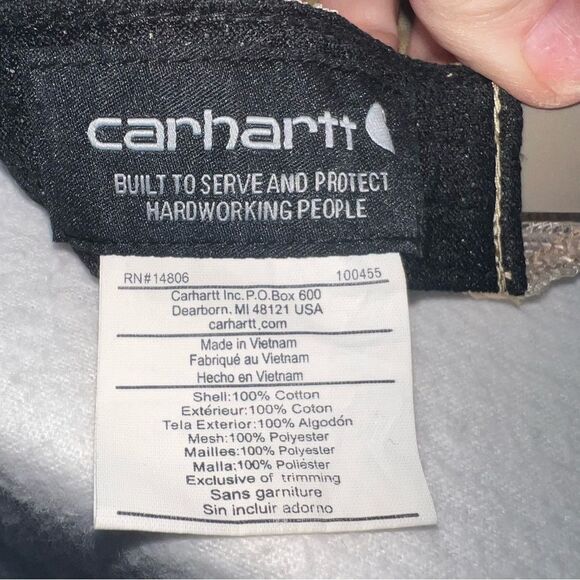 carhartt
BUILT TO SERVE AND PROTECT
HARDWORKING PEOPLE
RN#14806 100455
Carhartt Inc.P.O.Box 600
Dearborn, MI 48121 USA
carhartt.com
Made in Vietnam
Fabriqué au Vietnam
Hecho en Vietnam
Shell:100% Cotton
Extérieur:100% Coton
Tela Exterior:100% Algodón
Mesh:100% Polyester
Mailles:100% Polyester
Malla:100% Poliéster
Exclusive of trimming
Sans garniture
Sin incluir adorno